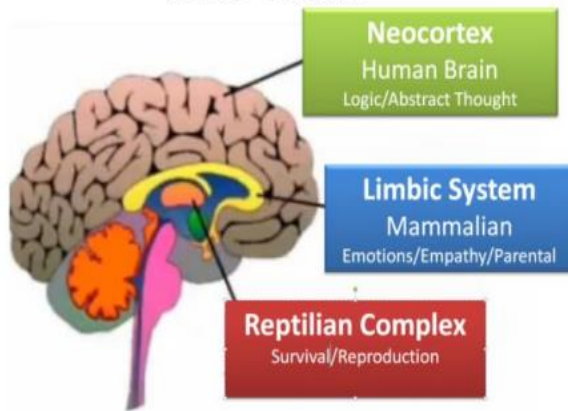 Neocortex
Human Brain
Logic/Abstract Thought
Limbic System
Mammalian
Emotions/Empathy/Parental
Reptilian Complex
Survival/Reproduction